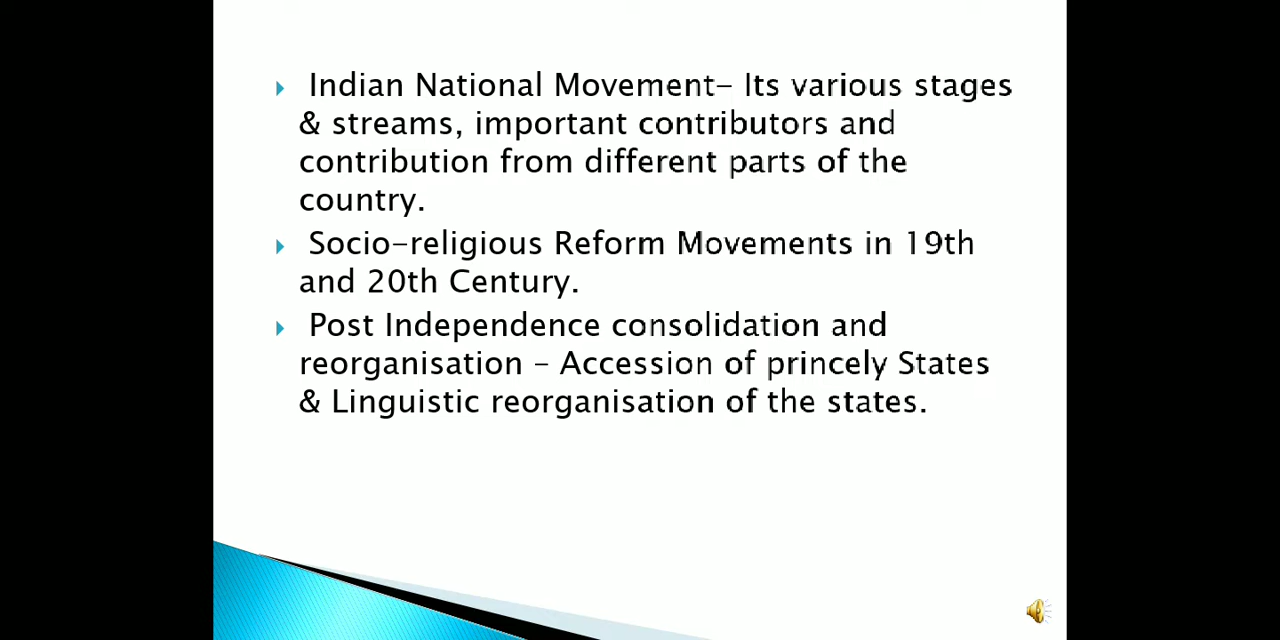 Indian National Movement- Its various stages
& streams, important contributors and
contribution from different parts of the
country.
Socio-religious Reform Movements in 19th
and 20th Century.
Post Independence consolidation and
reorganisation - Accession of princely States
& Linguistic reorganisation of the states.